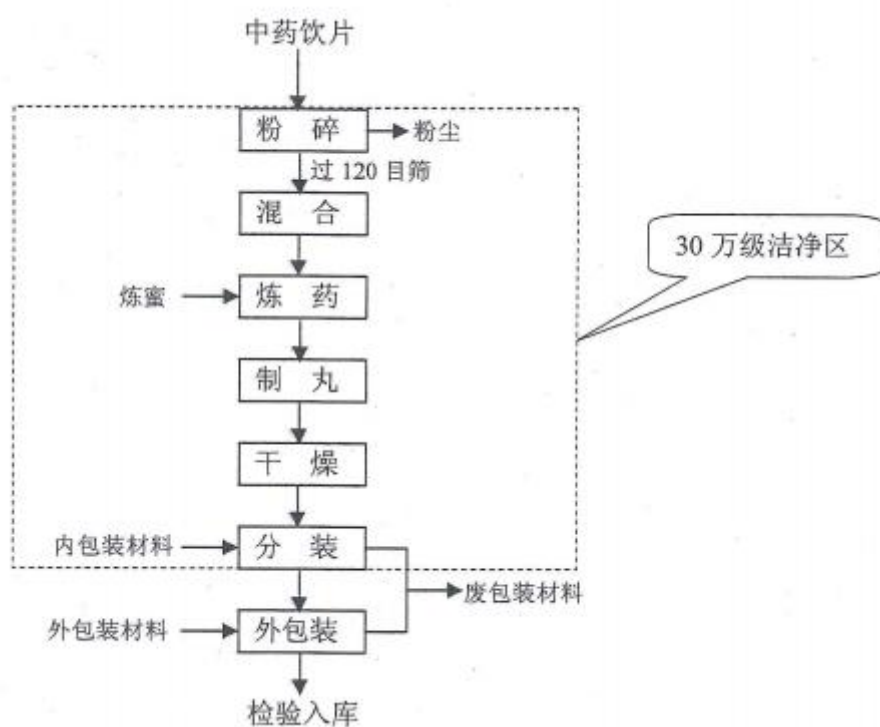 中药饮片
粉 碎
粉尘
过 120 目筛
混 合
30 万级洁净区
炼蜜
炼 药
制 丸
干 燥
内包装材料
分 装
废包装材料
外包装材料
外包装
检验入库